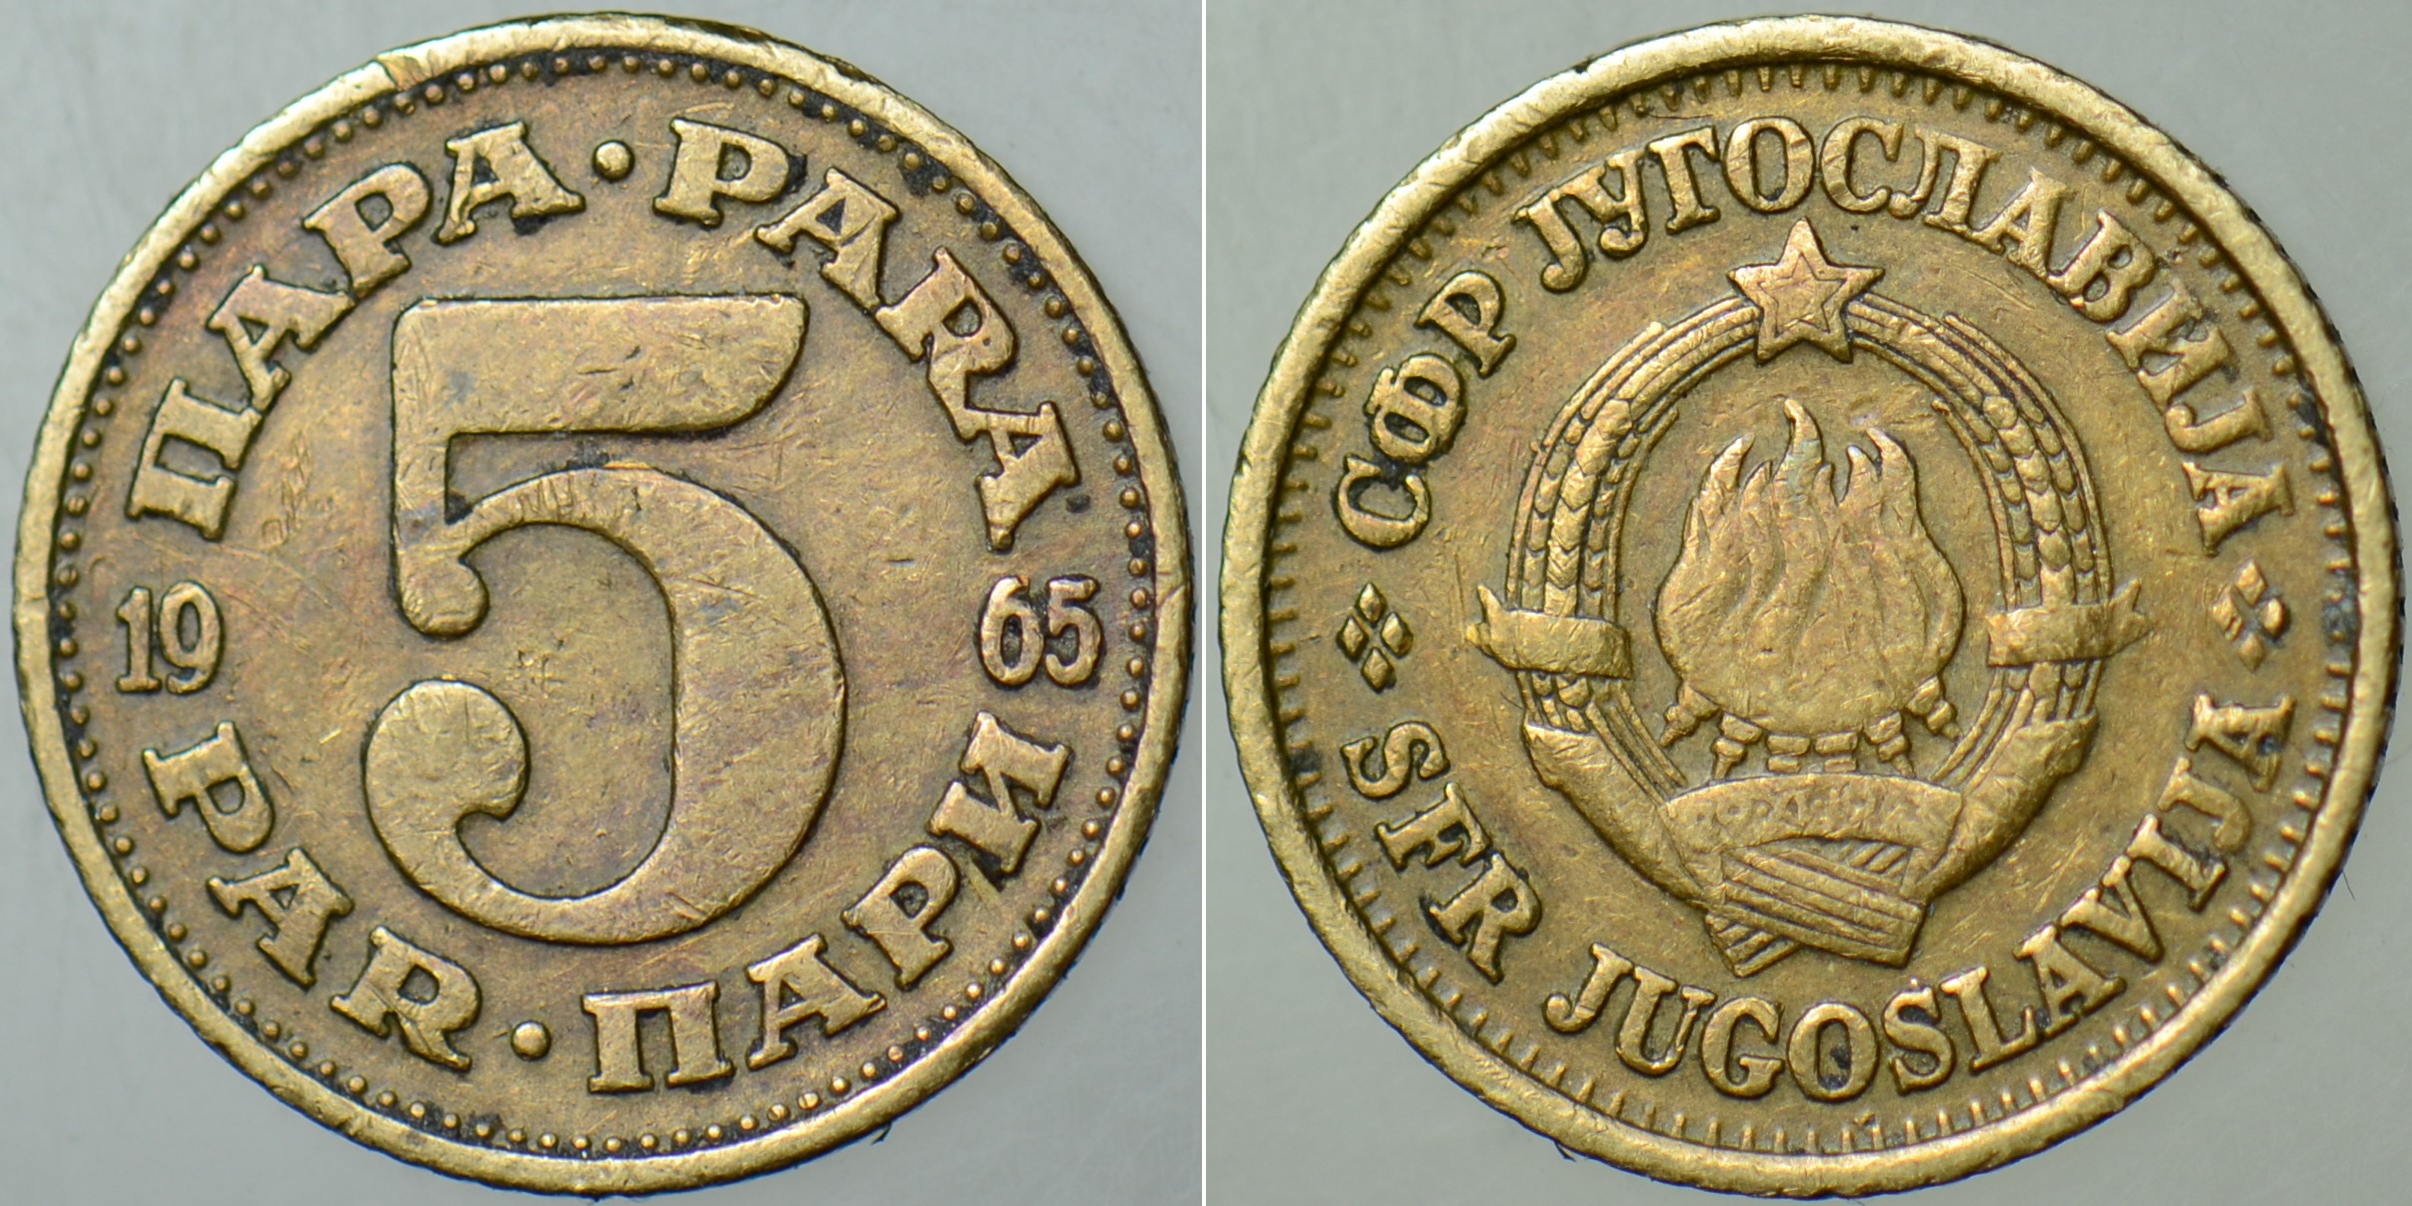 ПАРА · PARA
5
19 65
PAR · ПАРИ
СФР ЈУГОСЛАВИЈА
SFR JUGOSLAVIJA